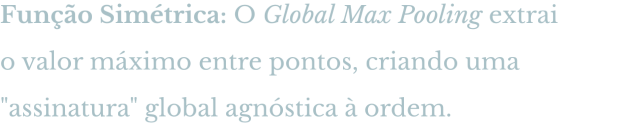 Função Simétrica: O Global Max Pooling extrai
o valor máximo entre pontos, criando uma
"assinatura" global agnóstica à ordem.